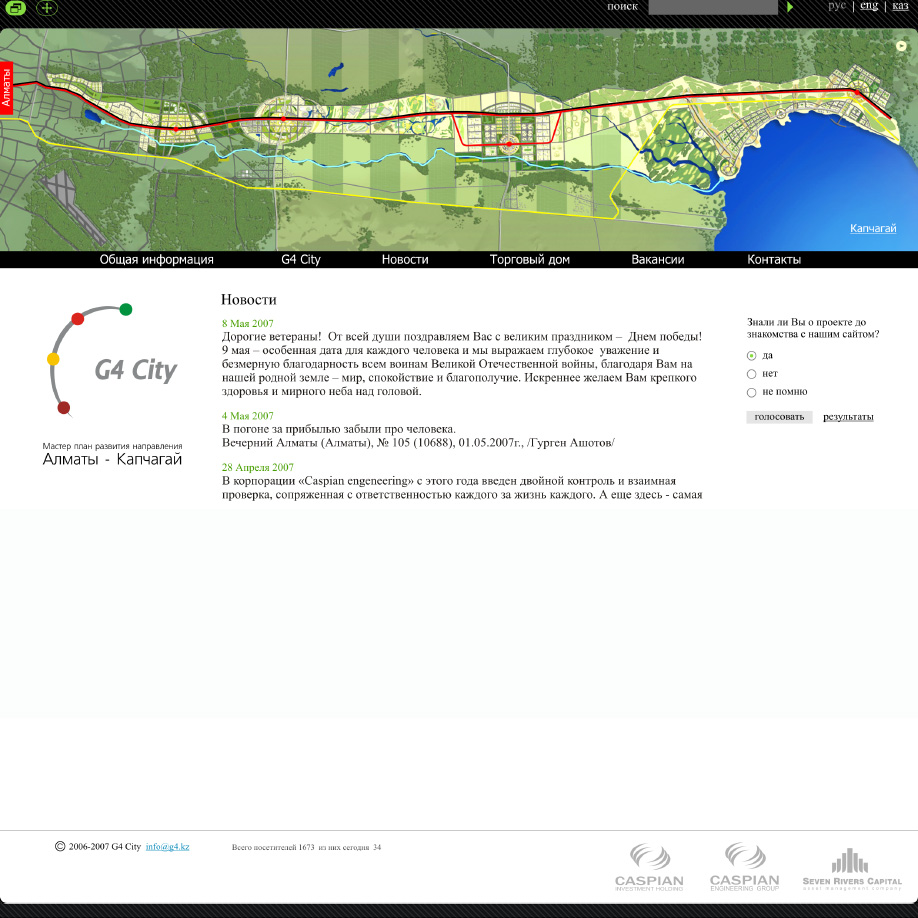 поиск
рус | eng | каз
Алматы
Капчагай
Общая информация G4 City Новости Торговый дом Вакансии Контакты
G4 City
Мастер план развития направления
Алматы - Капчагай
Новости
8 Мая 2007
Дорогие ветераны! От всей души поздравляем Вас с великим праздником – Днем победы!
9 мая – особенная дата для каждого человека и мы выражаем глубокое уважение и
безмерную благодарность всем воинам Великой Отечественной войны, благодаря Вам на
нашей родной земле – мир, спокойствие и благополучие. Искреннее желаем Вам крепкого
здоровья и мирного неба над головой.
4 Мая 2007
В погоне за прибылью забыли про человека.
Вечерний Алматы (Алматы), № 105 (10688), 01.05.2007г., /Гурген Ашотов/
28 Апреля 2007
В корпорации «Caspian engeneering» с этого года введен двойной контроль и взаимная
проверка, сопряженная с ответственностью каждого за жизнь каждого. А еще здесь - самая
Знали ли Вы о проекте до
знакомства с нашим сайтом?
да
нет
не помню
голосовать результаты
© 2006-2007 G4 City info@g4.kz
Всего посетителей 1673 из них сегодня 34
CASPIAN
INVESTMENT HOLDING
CASPIAN
ENGINEERING GROUP
SEVEN RIVERS CAPITAL
asset management company